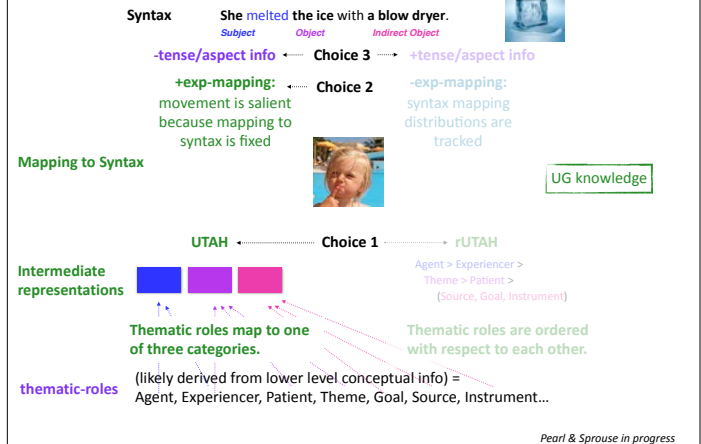 Syntax She melted the ice with a blow dryer.
Subject Object Indirect Object
-tense/aspect info Choice 3 +tense/aspect info
+exp-mapping: Choice 2 -exp-mapping:
movement is salient syntax mapping
because mapping to distributions are
syntax is fixed tracked
Mapping to Syntax
UG knowledge
UTAH Choice 1 rUTAH
Intermediate Agent > Experiencer >
representations Theme > Patient >
(Source, Goal, Instrument)
Thematic roles map to one Thematic roles are ordered
of three categories. with respect to each other.
(likely derived from lower level conceptual info) =
thematic-roles
Agent, Experiencer, Patient, Theme, Goal, Source, Instrument...
Pearl & Sprouse in progress